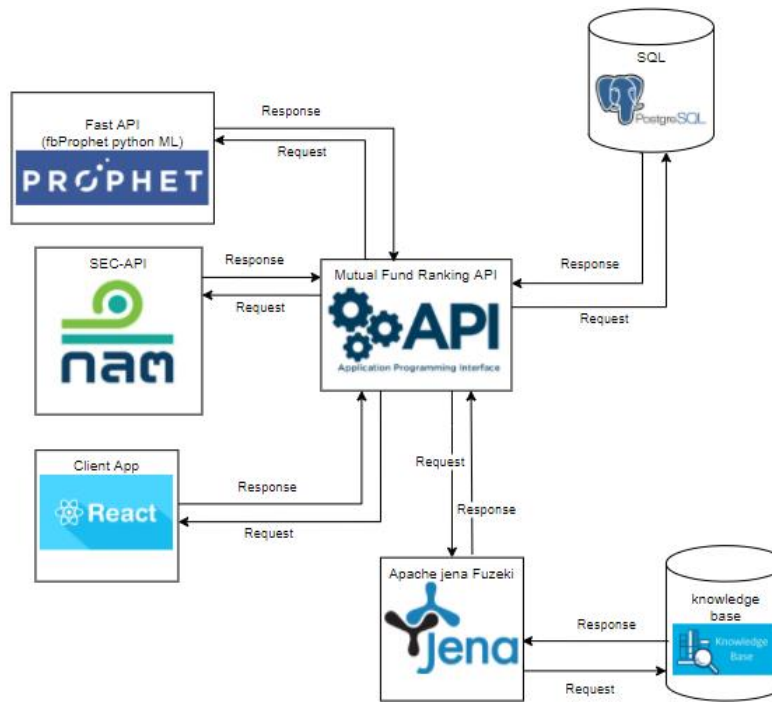 SQL
PostgreSQL
Fast API
(fbProphet python ML)
PROPHET
Response
Request
SEC-API
กลต
Response
Request
Mutual Fund Ranking API
API
Application Programming Interface
Response
Request
Client App
React
Response
Request
Request
Response
Apache jena Fuzeki
Jena
Response
Request
knowledge
base
Knowledge
Base